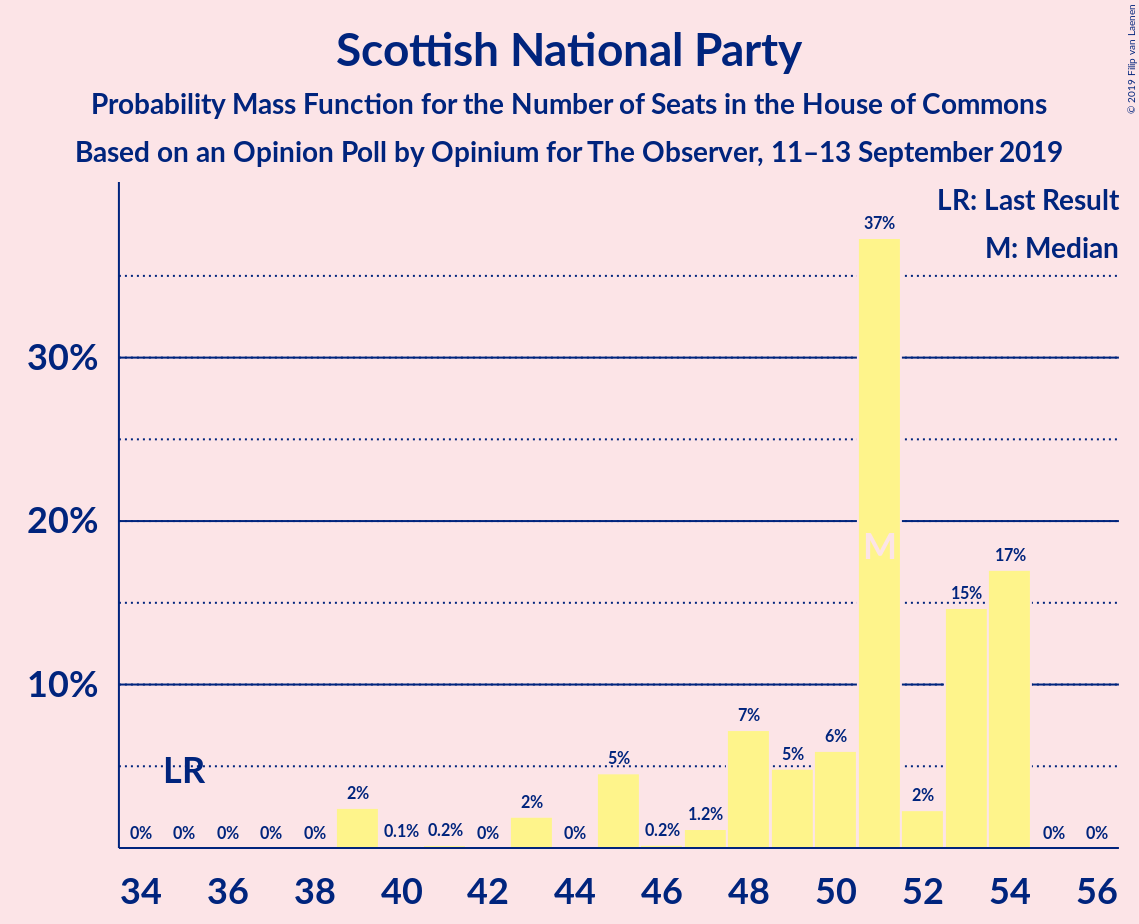 Scottish National Party
Probability Mass Function for the Number of Seats in the House of Commons
Based on an Opinion Poll by Opinium for The Observer, 11–13 September 2019
© 2019 Filip van Laenen
LR: Last Result
M: Median
37%
30%
20%
M
17%
15%
10%
7%
6%
5%
5%
LR
2%
2%
2%
1.2%
0% 0% 0% 0% 0% 0.1% 0.2% 0% 0% 0.2% 0% 0%
34 36 38 40 42 44 46 48 50 52 54 56